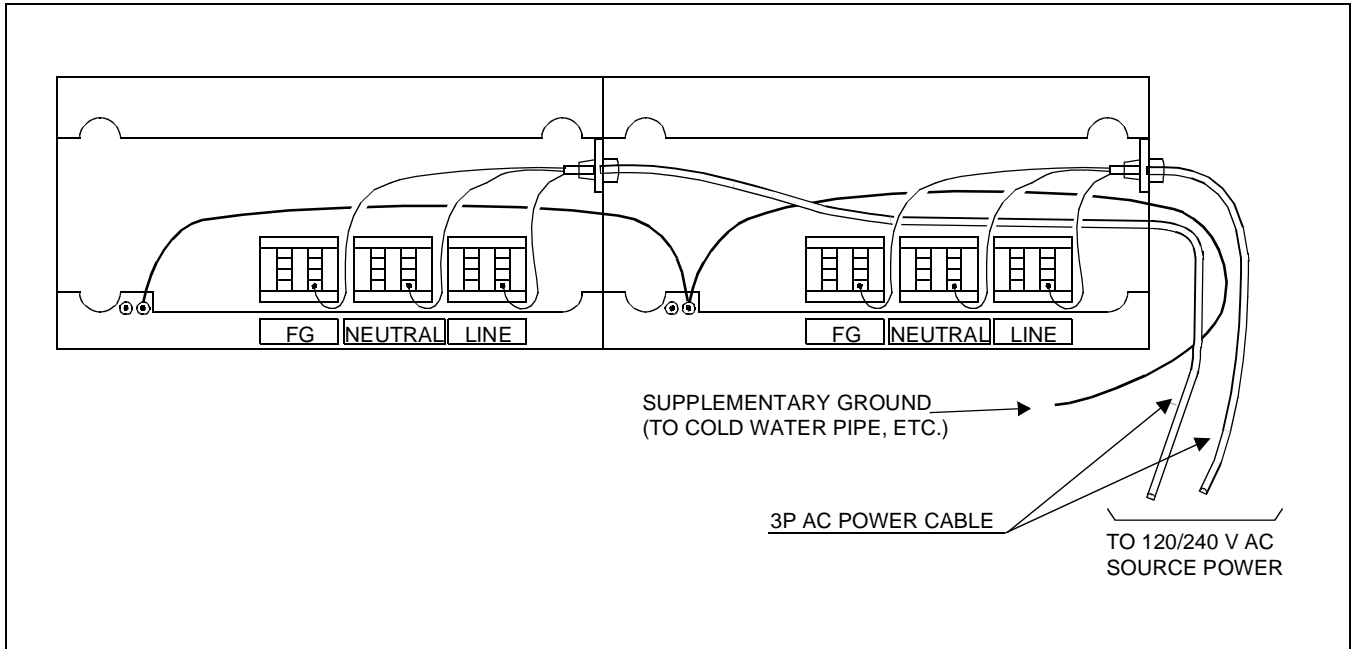 FG NEUTRAL LINE FG NEUTRAL LINE
SUPPLEMENTARY GROUND
(TO COLD WATER PIPE, ETC.)
3P AC POWER CABLE
TO 120/240 V AC
SOURCE POWER